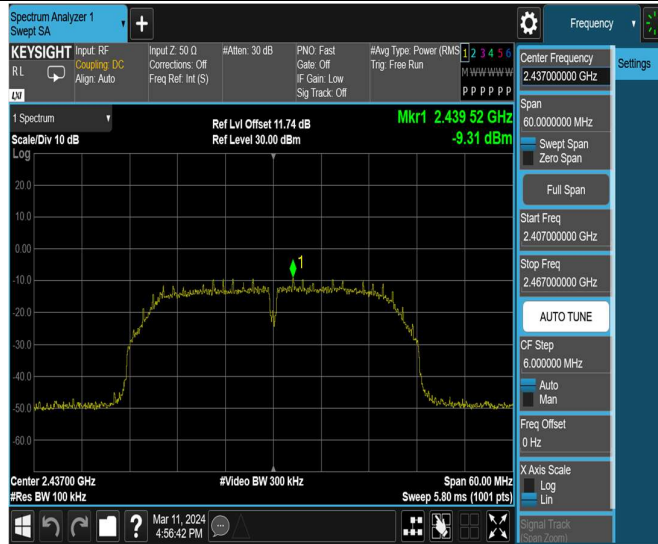 Spectrum Analyzer 1
Swept SA
Frequency
KEYSIGHT
RL
LXI
Input: RF
Coupling: DC
Align: Auto
Input Z: 50 Ω
Corrections: Off
Freq Ref: Int (S)
#Atten: 30 dB
PNO: Fast
Gate: Off
IF Gain: Low
Sig Track: Off
#Avg Type: Power (RMS
Trig: Free Run
1 2 3 4 5 6
M W W W W W
P P P P P P
1 Spectrum
Scale/Div 10 dB
Log
Ref Lvl Offset 11.74 dB
Ref Level 30.00 dBm
Mkr1 2.439 52 GHz
-9.31 dBm
20.0
10.0
0.00
-10.0
-20.0
-30.0
-40.0
-50.0
-60.0
1
Center 2.43700 GHz
#Res BW 100 kHz
#Video BW 300 kHz
Span 60.00 MHz
Sweep 5.80 ms (1001 pts)
Mar 11, 2024
4:56:42 PM
Center Frequency
2.437000000 GHz
Settings
Span
60.0000000 MHz
Swept Span
Zero Span
Full Span
Start Freq
2.407000000 GHz
Stop Freq
2.467000000 GHz
AUTO TUNE
CF Step
6.000000 MHz
Auto
Man
Freq Offset
0 Hz
X Axis Scale
Log
Lin
Signal Track
(Span Zoom)